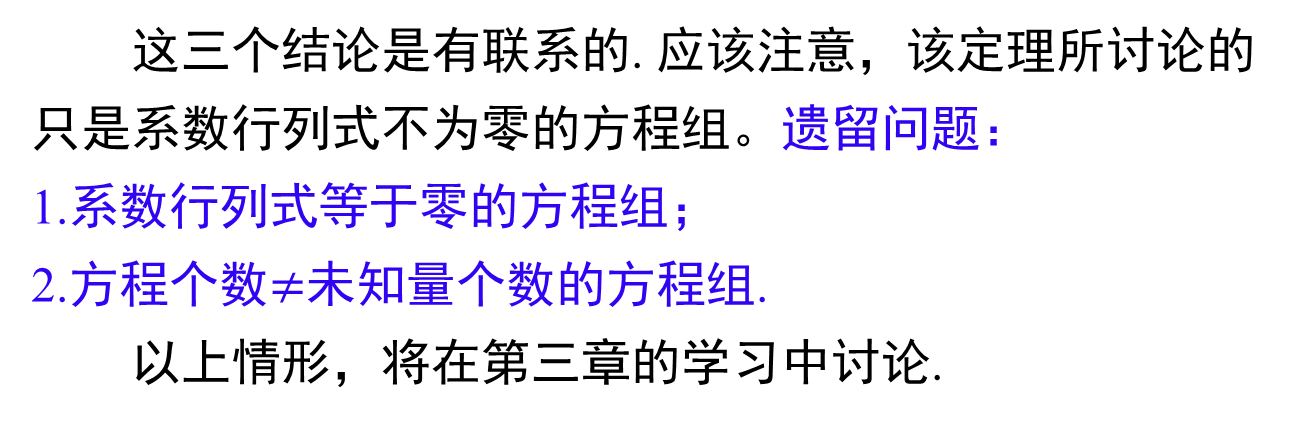 这三个结论是有联系的. 应该注意，该定理所讨论的
只是系数行列式不为零的方程组。遗留问题：
1.系数行列式等于零的方程组；
2.方程个数≠未知量个数的方程组.
以上情形，将在第三章的学习中讨论.